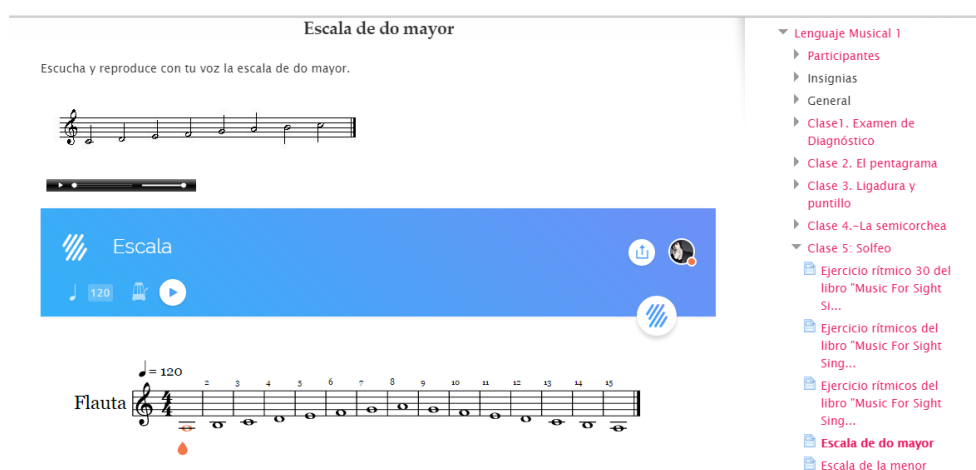 Escala de do mayor
Escucha y reproduce con tu voz la escala de do mayor.
Escala
120
= 120
2 3 4 5 6 7 8 9 10 11 12 13 14 15
Flauta
4
4
Lenguaje Musical 1
Participantes
Insignias
General
Clase1. Examen de
Diagnóstico
Clase 2. El pentagrama
Clase 3. Ligadura y
puntillo
Clase 4.-La semicorchea
Clase 5: Solfeo
Ejercicio rítmico 30 del
libro "Music For Sight
Si...
Ejercicio rítmicos del
libro "Music For Sight
Sing...
Ejercicio rítmicos del
libro "Music For Sight
Sing...
Escala de do mayor
Escala de la menor